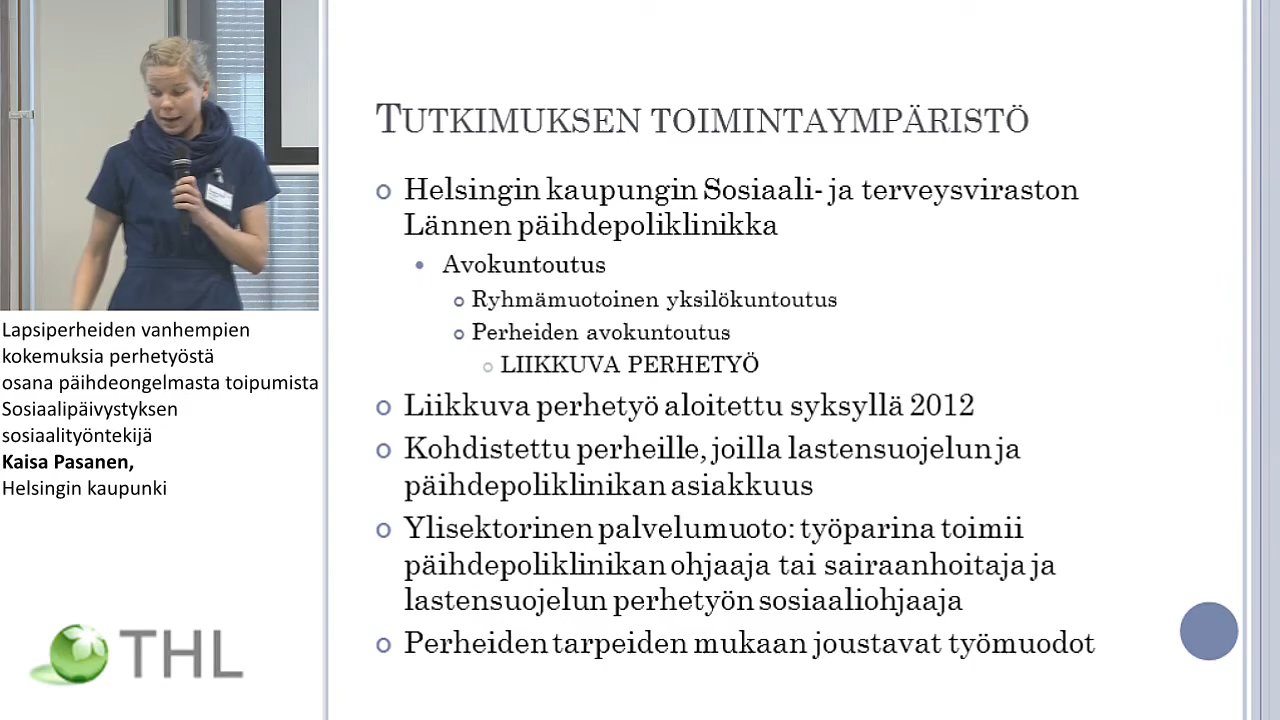 Lapsiperheiden vanhempien
kokemuksia perhetyöstä
osana päihdeongelmasta toipumista
Sosiaalipäivystyksen
sosiaalityöntekijä
Kaisa Pasanen,
Helsingin kaupunki
THL
TUTKIMUKSEN TOIMINTAYMPÄRISTÖ
Helsingin kaupungin Sosiaali- ja terveysviraston
Lännen päihdepoliklinikka
Avokuntoutus
Ryhmämuotoinen yksilökuntoutus
Perheiden avokuntoutus
LIIKKUVA PERHETYÖ
Liikkuva perhetyö aloitettu syksyllä 2012
Kohdistettu perheille, joilla lastensuojelun ja
päihdepoliklinikan asiakkuus
Ylisektorinen palvelumuoto: työparina toimii
päihdepoliklinikan ohjaaja tai sairaanhoitaja ja
lastensuojelun perhetyön sosiaaliohjaaja
Perheiden tarpeiden mukaan joustavat työmuodot